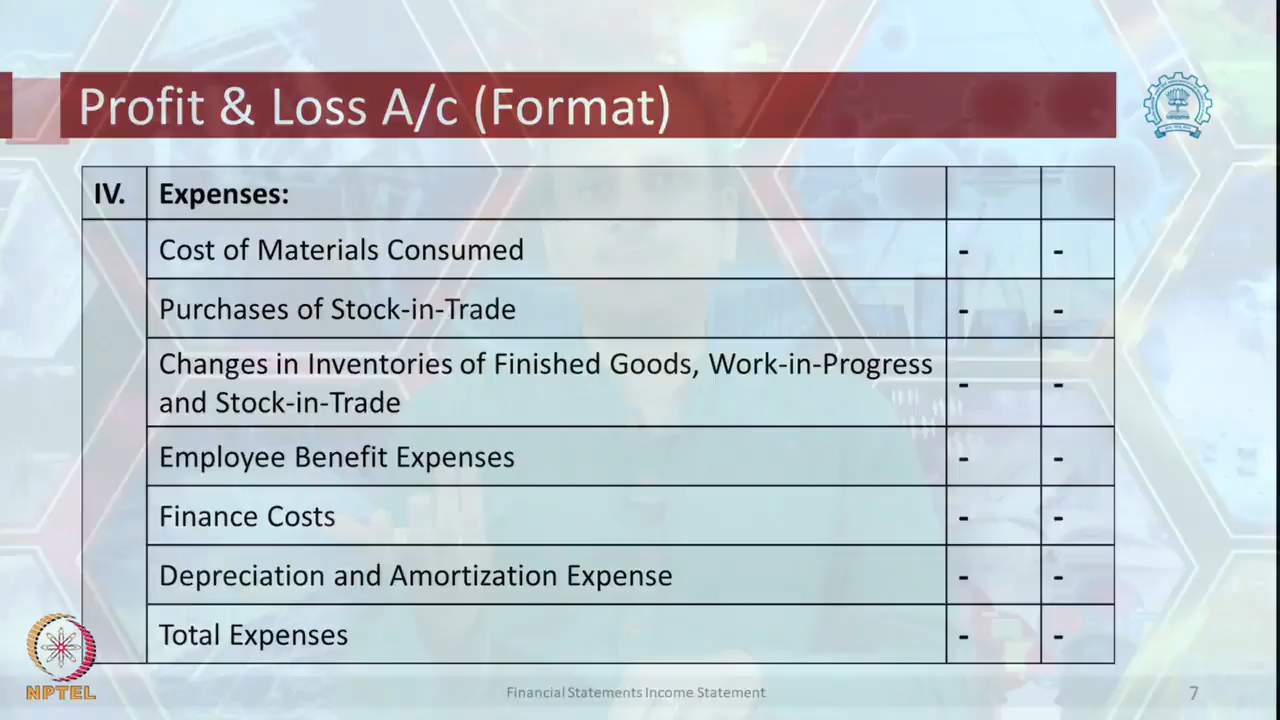 Profit & Loss A/c (Format)
IV. Expenses:
Cost of Materials Consumed - -
Purchases of Stock-in-Trade - -
Changes in Inventories of Finished Goods, Work-in-Progress
and Stock-in-Trade - -
Employee Benefit Expenses - -
Finance Costs - -
Depreciation and Amortization Expense - -
Total Expenses - -
NPTEL
Financial Statements Income Statement
7